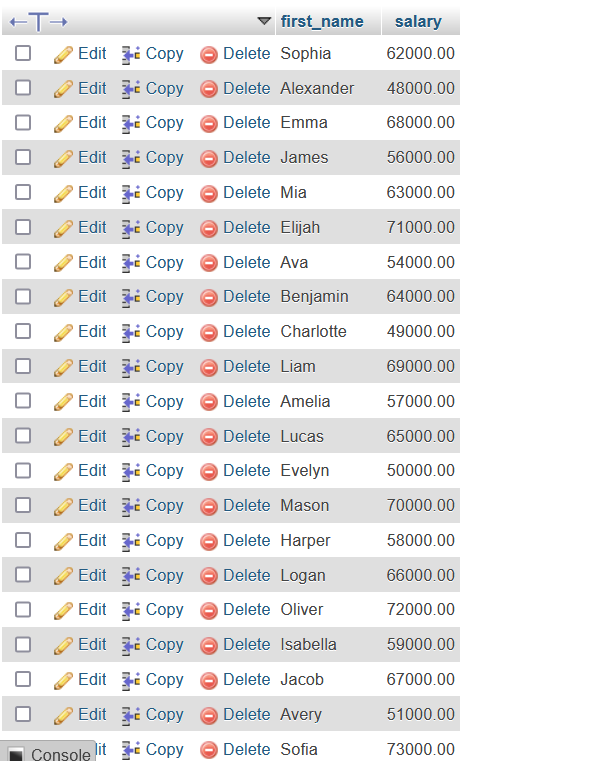 first_name salary
Edit Copy Delete Sophia 62000.00
Edit Copy Delete Alexander 48000.00
Edit Copy Delete Emma 68000.00
Edit Copy Delete James 56000.00
Edit Copy Delete Mia 63000.00
Edit Copy Delete Elijah 71000.00
Edit Copy Delete Ava 54000.00
Edit Copy Delete Benjamin 64000.00
Edit Copy Delete Charlotte 49000.00
Edit Copy Delete Liam 69000.00
Edit Copy Delete Amelia 57000.00
Edit Copy Delete Lucas 65000.00
Edit Copy Delete Evelyn 50000.00
Edit Copy Delete Mason 70000.00
Edit Copy Delete Harper 58000.00
Edit Copy Delete Logan 66000.00
Edit Copy Delete Oliver 72000.00
Edit Copy Delete Isabella 59000.00
Edit Copy Delete Jacob 67000.00
Edit Copy Delete Avery 51000.00
Copy Delete Sofia 73000.00
Console